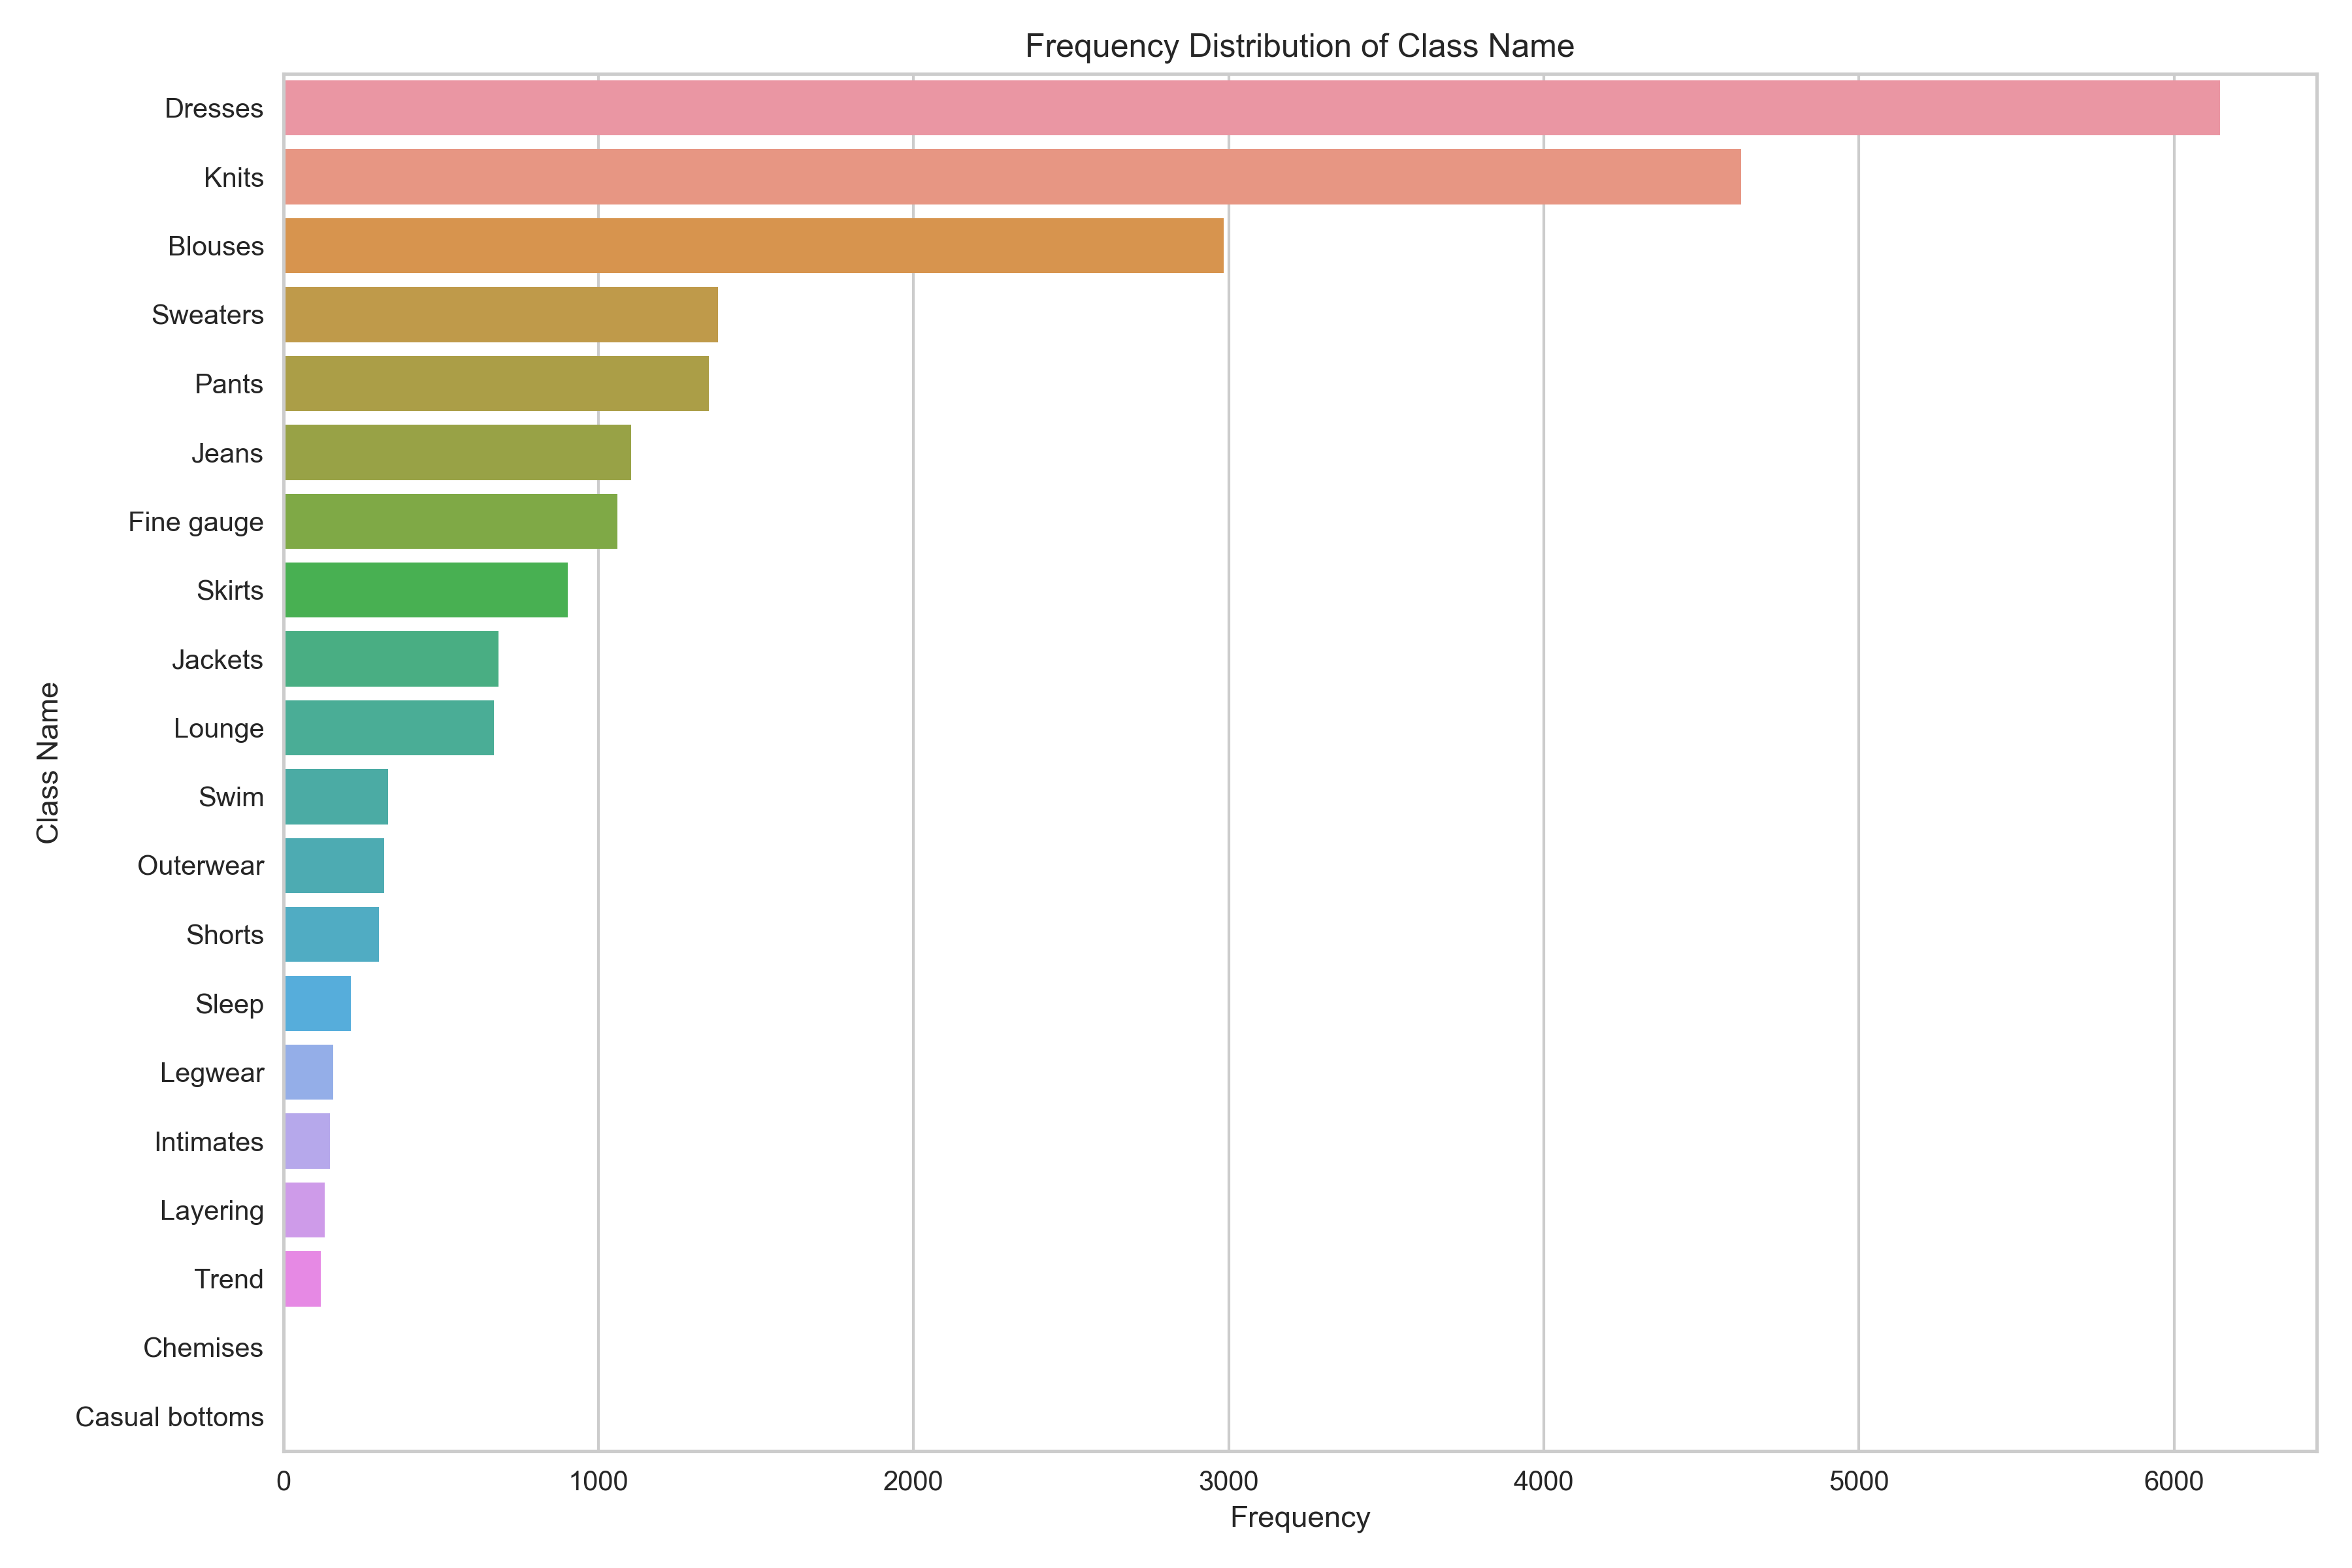 Frequency Distribution of Class Name
Dresses
Knits
Blouses
Sweaters
Pants
Jeans
Fine gauge
Skirts
Jackets
Lounge
Swim
Outerwear
Shorts
Sleep
Legwear
Intimates
Layering
Trend
Chemises
Casual bottoms
Class Name
0 1000 2000 3000 4000 5000 6000
Frequency